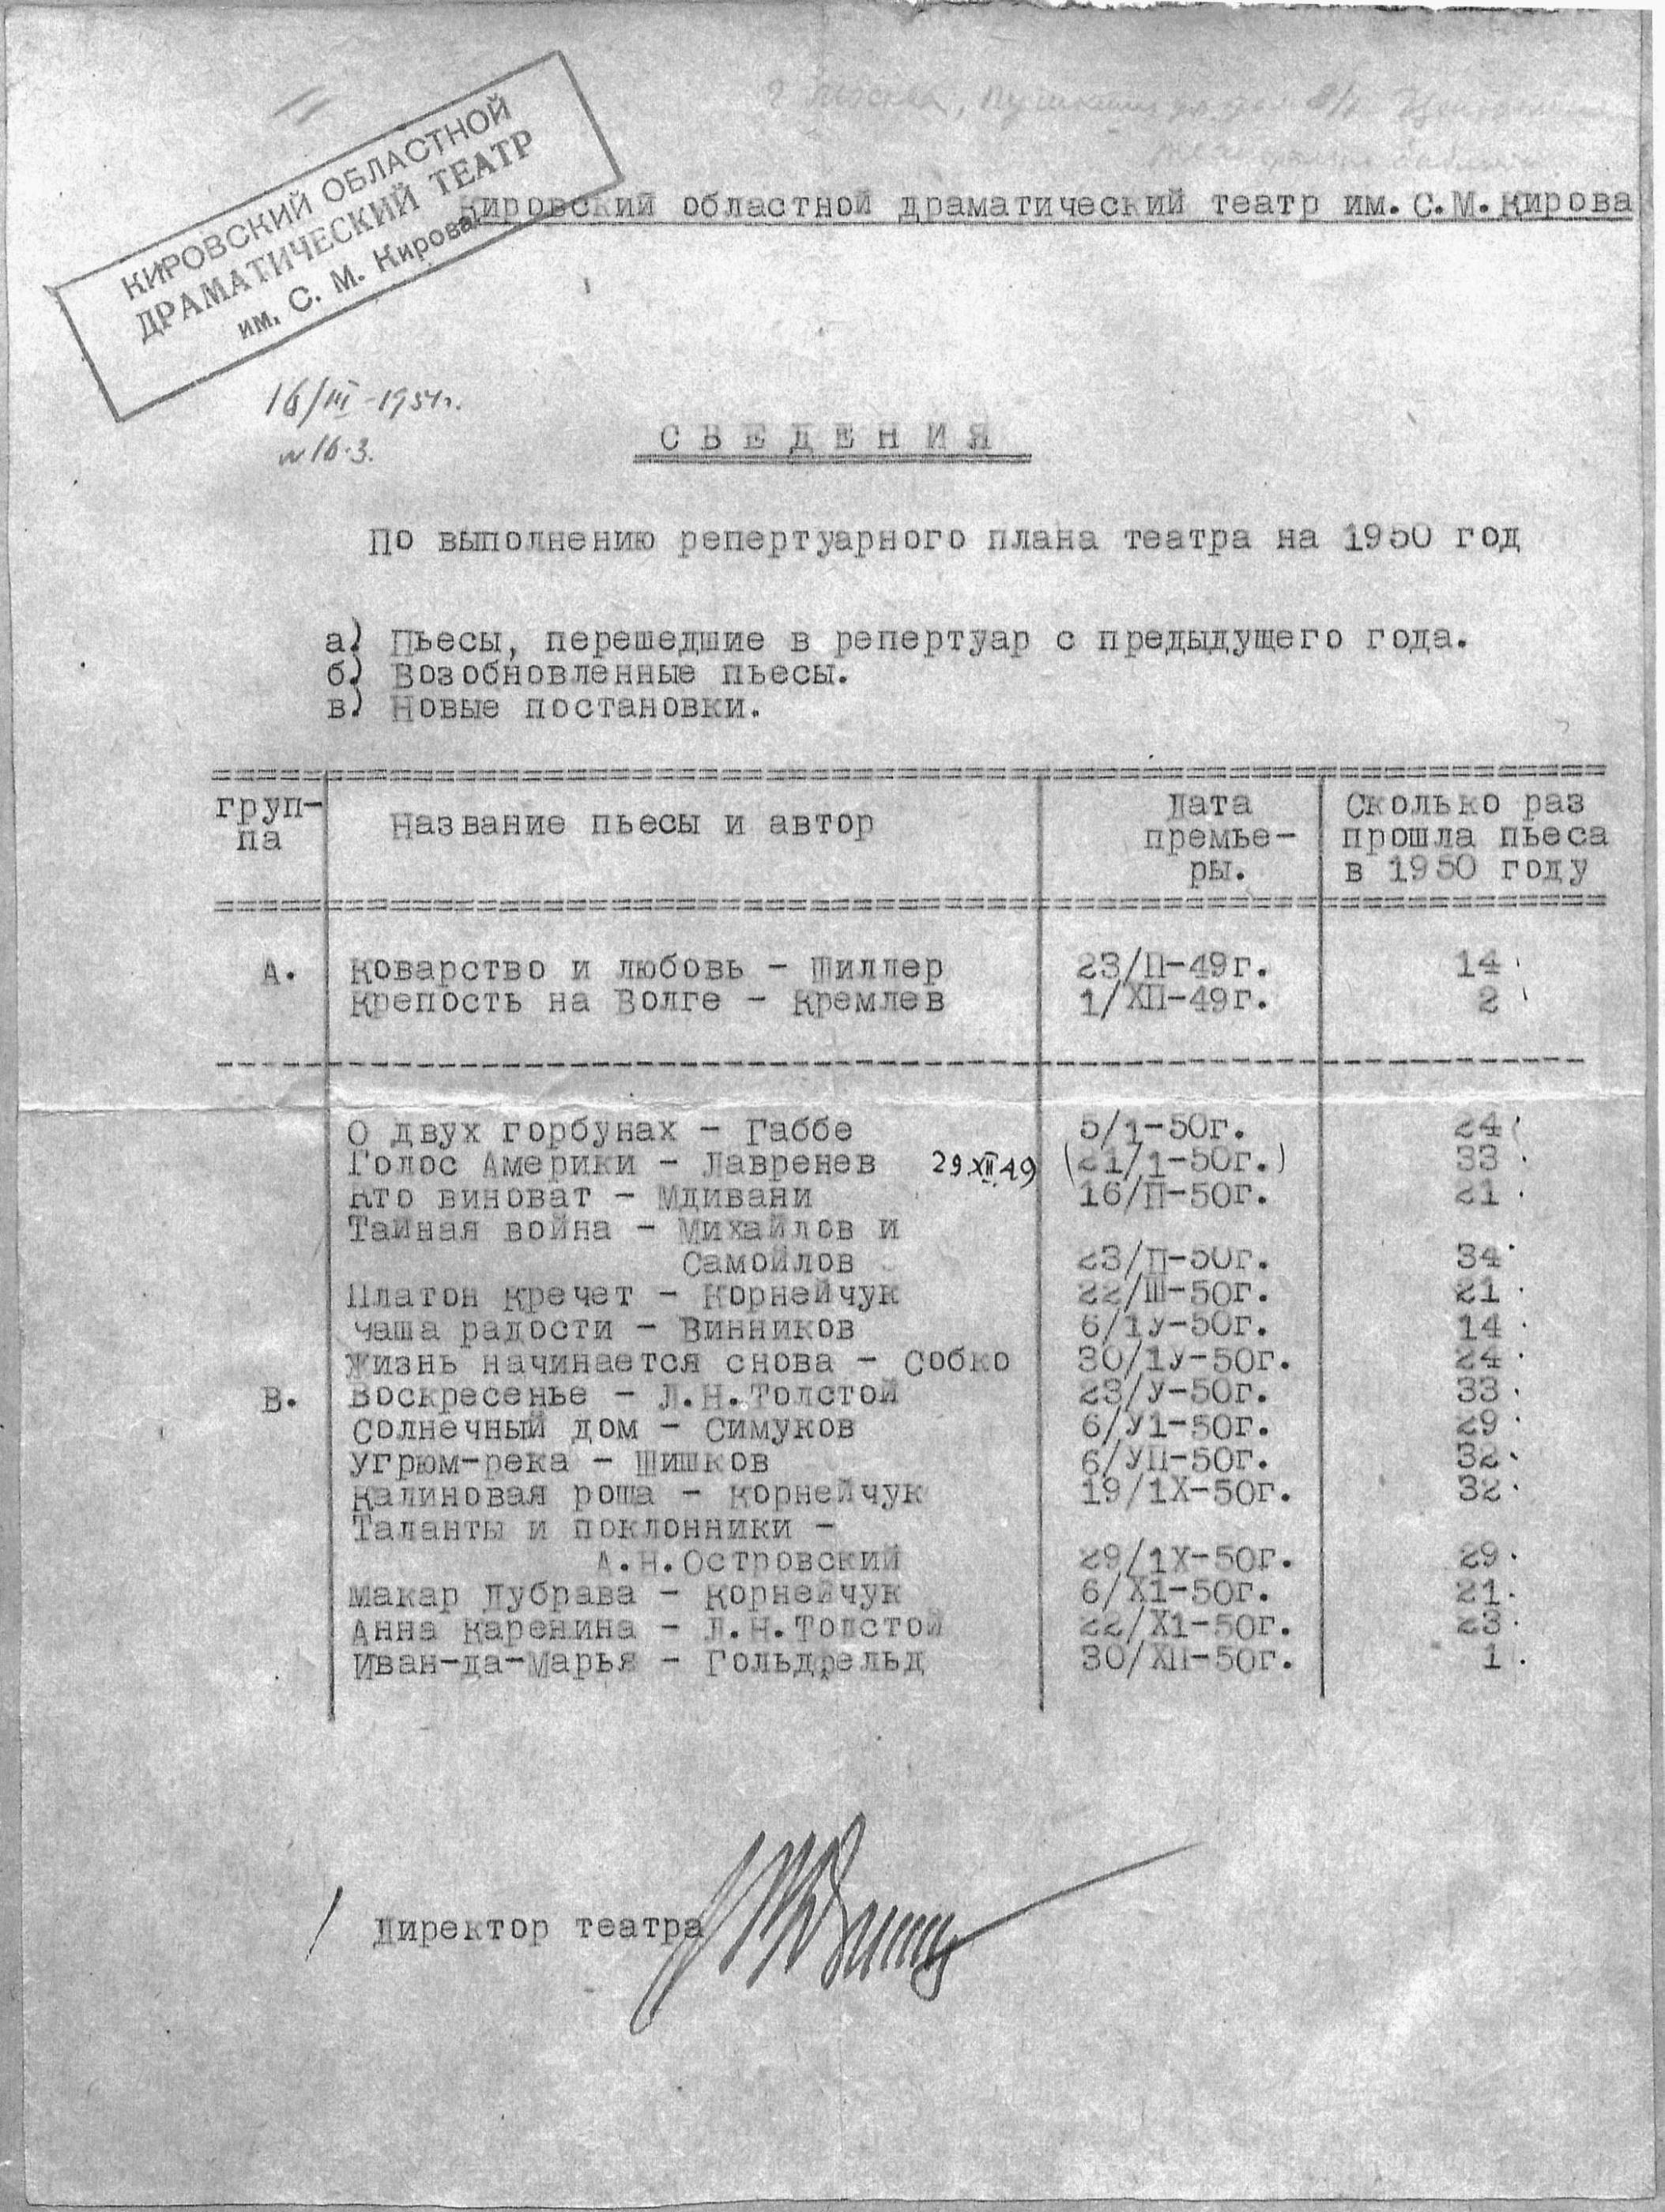 г Москва, Пушкинская
КИРОВСКИЙ ОБЛАСТНОЙ
ДРАМАТИЧЕСКИЙ ТЕАТР
им. С. М. Кирова
Кировский областной драматический театр им.С.М.Кирова
16/III-1951г.
№16-3.
СВЕДЕНИЯ
По выполнению репертуарного плана театра на 1950 год
а) Пьесы, перешедшие в репертуар с предыдущего года.
б) Возобновленные пьесы.
в) Новые постановки.
груп-па Название пьесы и автор Дата премье-ры. Сколько раз прошла пьеса в 1950 году
А. Коварство и любовь - Шиллер 23/П-49г. 14
Крепость на Волге - Кремлев 1/ХП-49г. 2
О двух горбунах - Габбе 5/1-50г. 24
Голос Америки - Лавренев 29.XII.49 (21/1-50г.) 33
Кто виноват - Мдивани 16/П-50г. 21
Тайная война - Михайлов и
Самойлов 23/П-50г. 34
Платон Кречет - Корнейчук 22/Ш-50г. 21
Чаша радости - Винников 6/1У-50г. 14
Жизнь начинается снова - Собко 30/1У-50г. 24
В. Воскресенье - Л.Н.Толстой 23/У-50г. 33
Солнечный дом - Симуков 6/У1-50г. 29
Угрюм-река - Шишков 6/УП-50г. 32
Калиновая роща - Корнейчук 19/1Х-50г. 32
Таланты и поклонники -
А.Н.Островский 29/1Х-50г. 29
Макар Дубрава - Корнейчук 6/Х1-50г. 21
Анна Каренина - Л.Н.Толстой 22/Х1-50г. 23
Иван-да-Марья - Гольдфельд 30/ХП-50г. 1
Директор театра